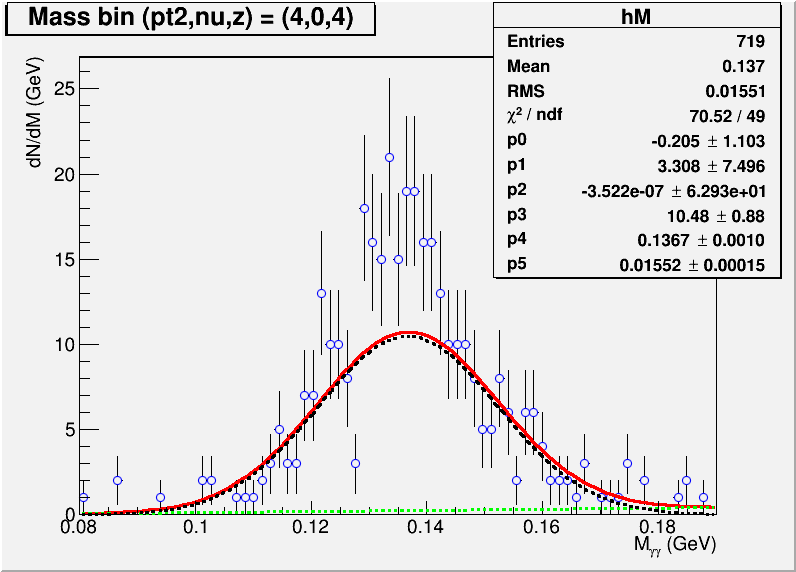 Mass bin (pt2,nu,z) = (4,0,4)
hM
Entries 719
Mean 0.137
RMS 0.01551
χ² / ndf 70.52 / 49
p0 -0.205 ± 1.103
p1 3.308 ± 7.496
p2 -3.522e-07 ± 6.293e+01
p3 10.48 ± 0.88
p4 0.1367 ± 0.0010
p5 0.01552 ± 0.00015
dN/dM (GeV)
25
20
15
10
5
0
0.08 0.1 0.12 0.14 0.16 0.18
Mγγ (GeV)